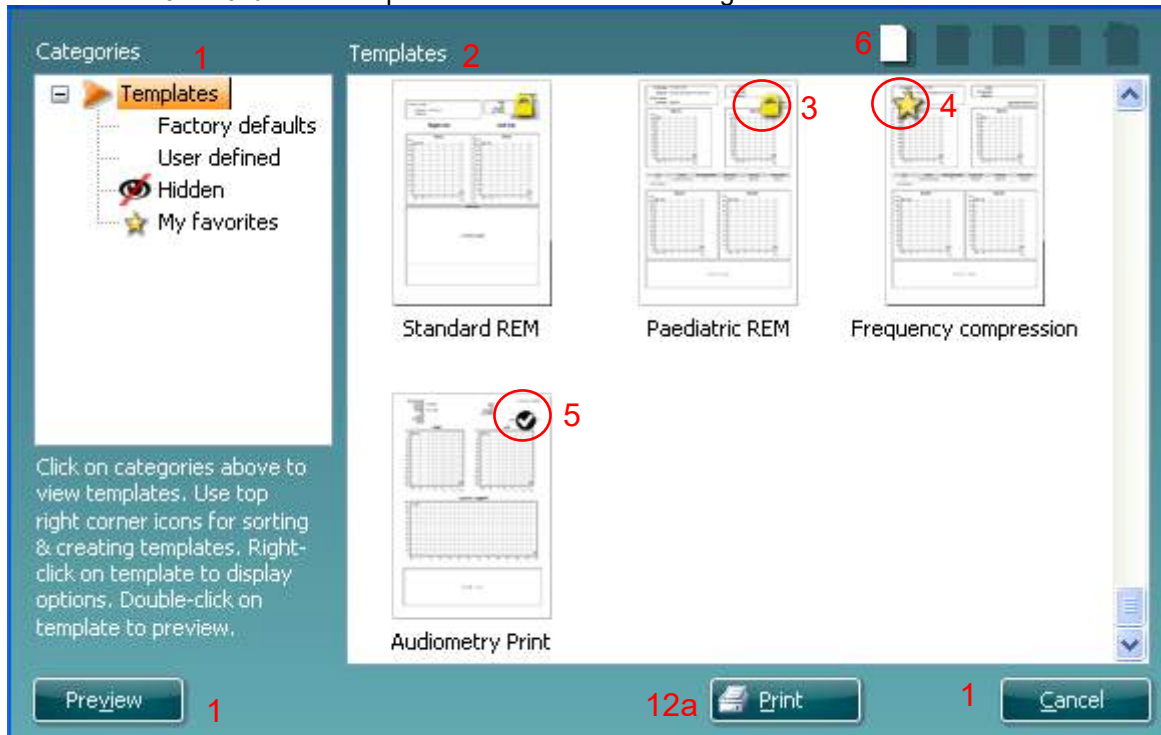 Categories 1
Templates 2
6
Templates
Factory defaults
User defined
Hidden
My favorites
3
4
Standard REM
Paediatric REM
Frequency compression
5
Audiometry Print
Click on categories above to
view templates. Use top
right corner icons for sorting
& creating templates. Right-
click on template to display
options. Double-click on
template to preview.
Preview 1
12a Print
1 Cancel